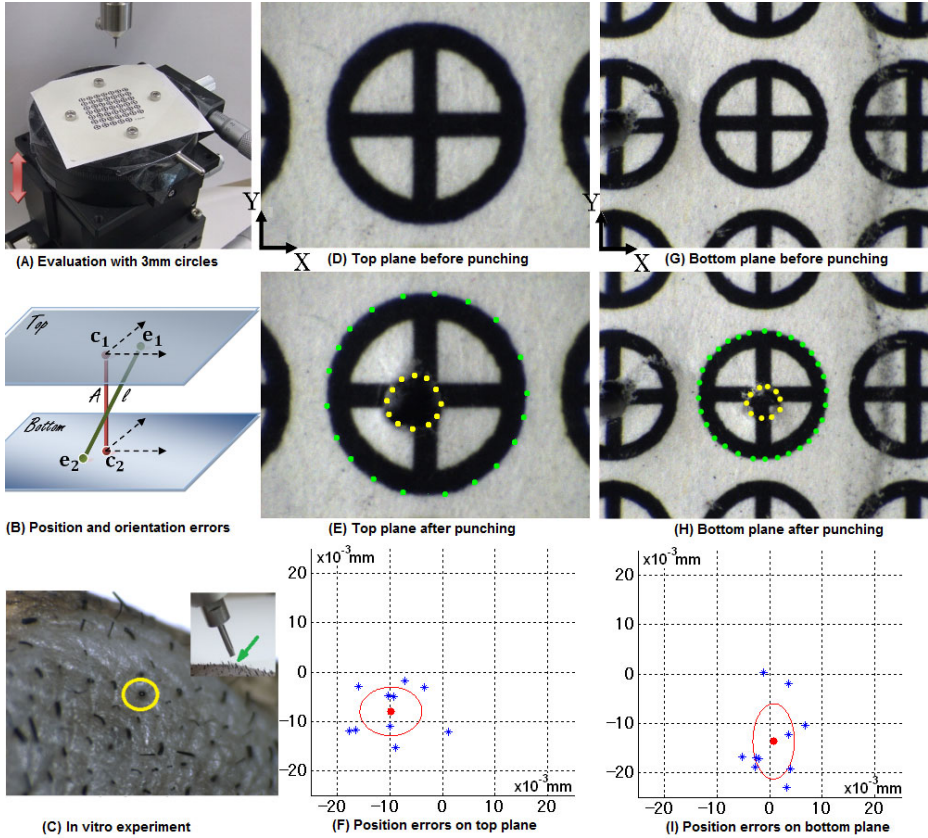 Y
X
Y
X
(A) Evaluation with 3mm circles
(D) Top plane before punching
(G) Bottom plane before punching
Top
c₁
e₁
A
l
Bottom
e₂
c₂
(B) Position and orientation errors
(E) Top plane after punching
(H) Bottom plane after punching
x10⁻³mm
20
10
0
−10
−20
−20 −10 0 10 20
x10⁻³mm
x10⁻³mm
20
10
0
−10
−20
−20 −10 0 10 20
x10⁻³mm
(C) In vitro experiment
(F) Position errors on top plane
(I) Position errors on bottom plane